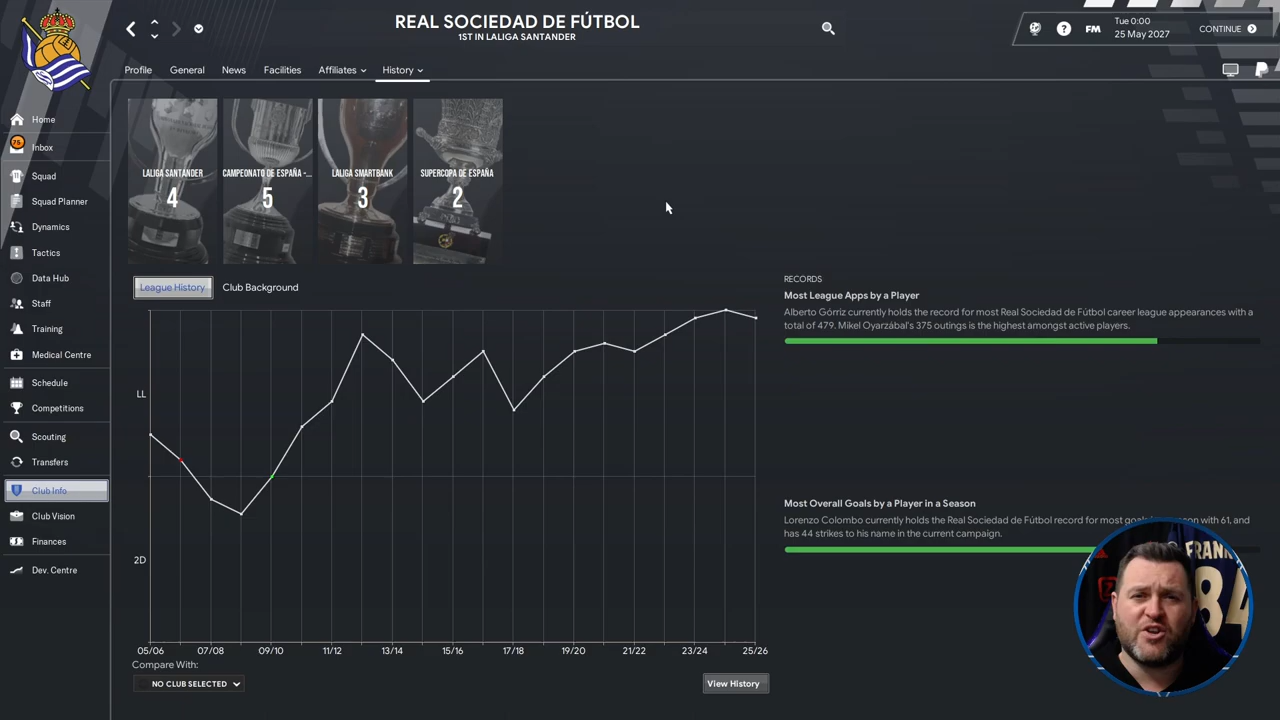 REAL SOCIEDAD DE FÚTBOL
1ST IN LALIGA SANTANDER
FM
Tue 0:00
25 May 2027
CONTINUE
Profile
General
News
Facilities
Affiliates
History
Home
75
Inbox
Squad
Squad Planner
Dynamics
Tactics
Data Hub
Staff
Training
Medical Centre
Schedule
Competitions
Scouting
Transfers
Club Info
Club Vision
Finances
Dev. Centre
LALIGA SANTANDER
4
CAMPEONATO DE ESPAÑA -...
5
LALIGA SMARTBANK
3
SUPERCOPA DE ESPAÑA
2
League History
Club Background
LL
2D
05/06
07/08
09/10
11/12
13/14
15/16
17/18
19/20
21/22
23/24
25/26
Compare With:
NO CLUB SELECTED
View History
RECORDS
Most League Apps by a Player
Alberto Górriz currently holds the record for most Real Sociedad de Fútbol career league appearances with a
total of 479. Mikel Oyarzábal's 375 outings is the highest amongst active players.
Most Overall Goals by a Player in a Season
Lorenzo Colombo currently holds the Real Sociedad de Fútbol record for most goals season with 61, and
has 44 strikes to his name in the current campaign.
FRANK
84